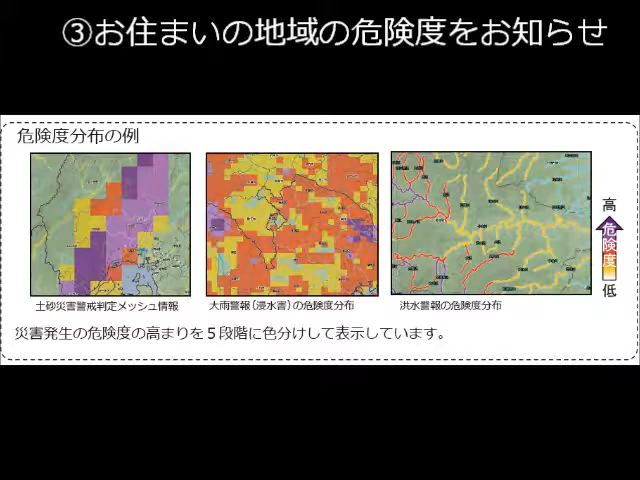 ③お住まいの地域の危険度をお知らせ
危険度分布の例
高
危険度
低
土砂災害警戒判定メッシュ情報
大雨警報(浸水害)の危険度分布
洪水警報の危険度分布
災害発生の危険度の高まりを5段階に色分けして表示しています。